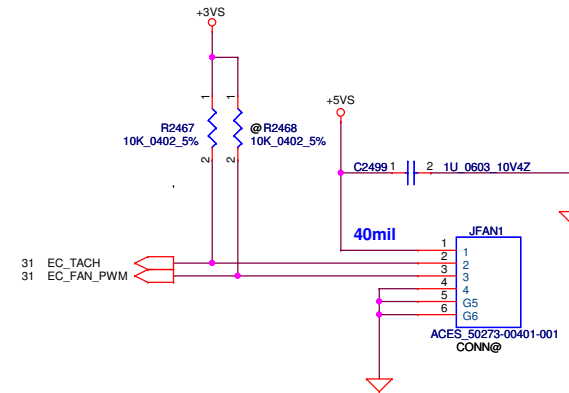 +3VS
1
1
R2467
10K_0402_5%
@ R2468
10K_0402_5%
2
2
+5VS
C2499 1
2 1U_0603_10V4Z
40mil
JFAN1
1 1
2 2
3 3
4 4
5 G5
6 G6
31 EC_TACH
31 EC_FAN_PWM
ACES_50273-00401-001
CONN@